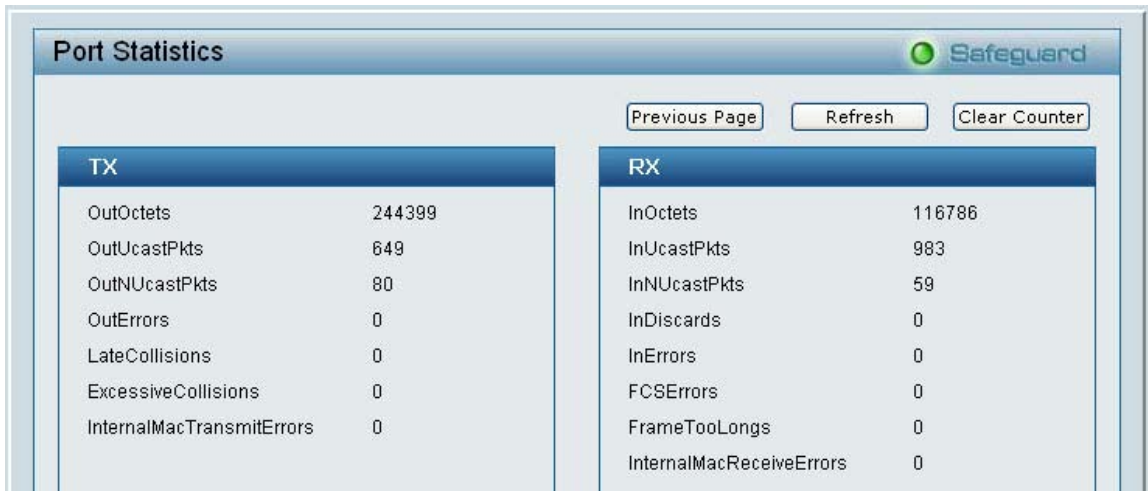 Port Statistics
Safeguard
Previous Page Refresh Clear Counter
TX
OutOctets 244399
OutUcastPkts 649
OutNUcastPkts 80
OutErrors 0
LateCollisions 0
ExcessiveCollisions 0
InternalMacTransmitErrors 0
RX
InOctets 116786
InUcastPkts 983
InNUcastPkts 59
InDiscards 0
InErrors 0
FCSErrors 0
FrameTooLongs 0
InternalMacReceiveErrors 0